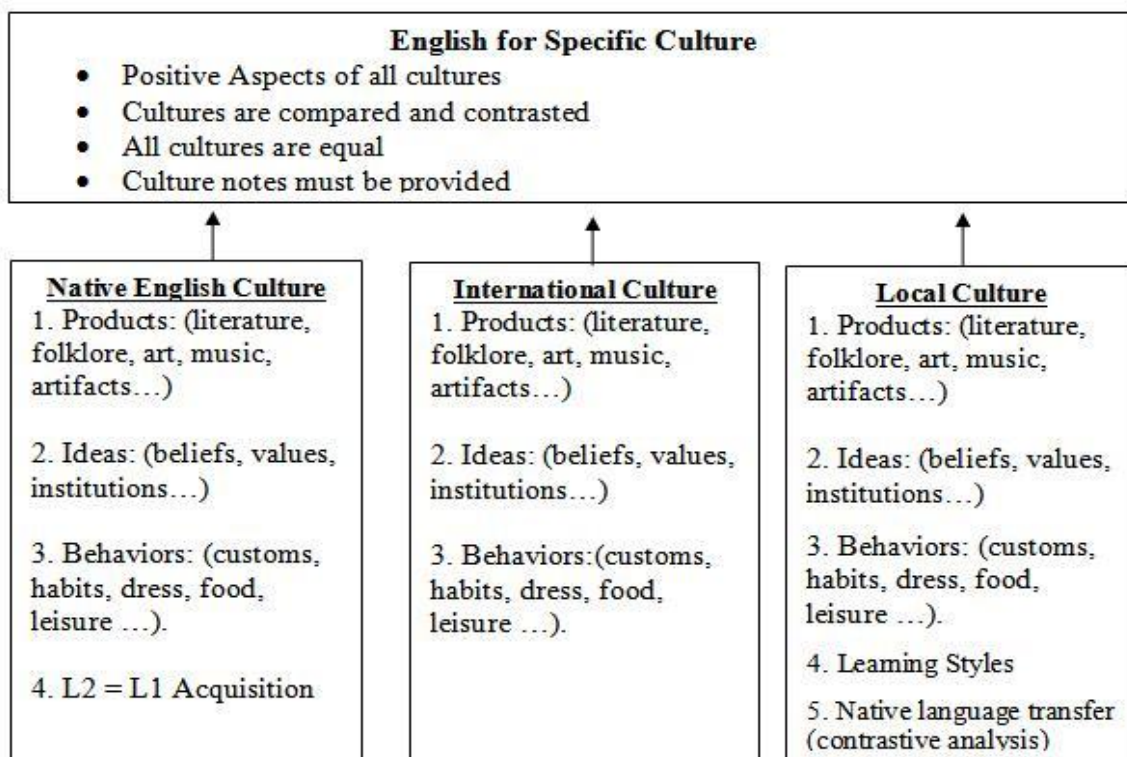 English for Specific Culture
• Positive Aspects of all cultures
• Cultures are compared and contrasted
• All cultures are equal
• Culture notes must be provided
Native English Culture
1. Products: (literature,
folklore, art, music,
artifacts…)
2. Ideas: (beliefs, values,
institutions…)
3. Behaviors: (customs,
habits, dress, food,
leisure …).
4. L2 = L1 Acquisition
International Culture
1. Products: (literature,
folklore, art, music,
artifacts…)
2. Ideas: (beliefs, values,
institutions…)
3. Behaviors:(customs,
habits, dress, food,
leisure …).
Local Culture
1. Products: (literature,
folklore, art, music,
artifacts…)
2. Ideas: (beliefs, values,
institutions…)
3. Behaviors: (customs,
habits, dress, food,
leisure …).
4. Learning Styles
5. Native language transfer
(contrastive analysis)